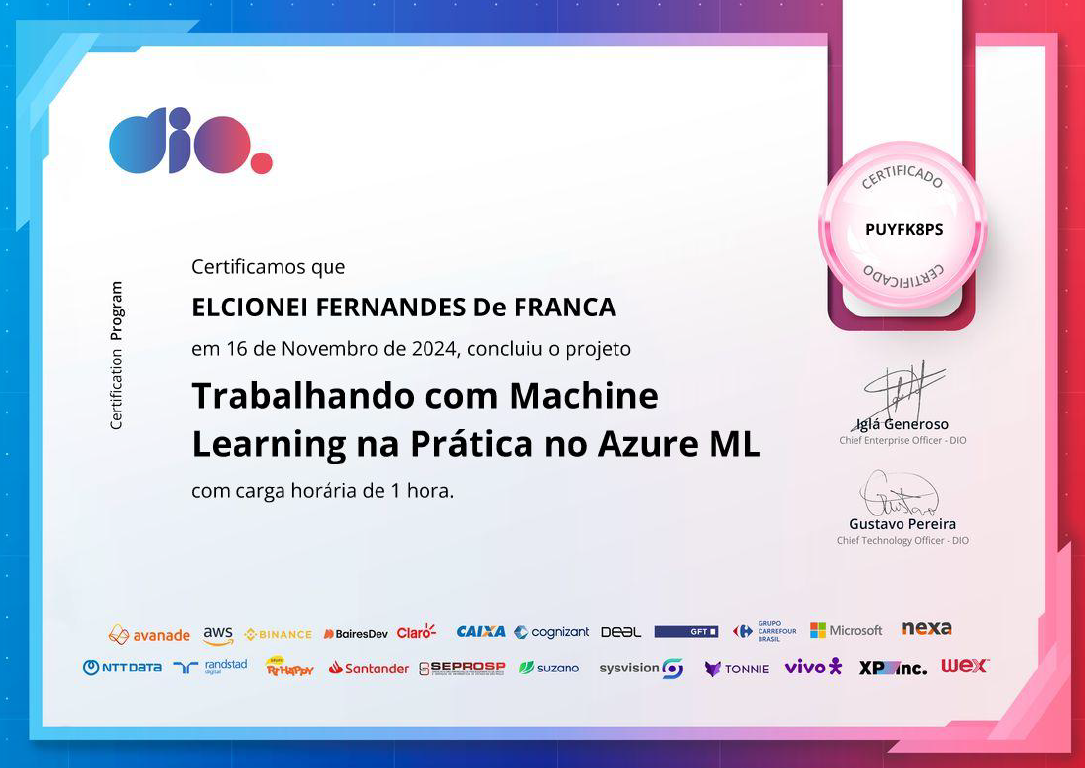 dio.
CERTIFICADO
PUYFK8PS
CERTIFICADO
Certification Program
Certificamos que
ELCIONEI FERNANDES De FRANCA
em 16 de Novembro de 2024, concluiu o projeto
Trabalhando com Machine
Learning na Prática no Azure ML
com carga horária de 1 hora.
Iglá Generoso
Chief Enterprise Officer - DIO
Gustavo Pereira
Chief Technology Officer - DIO
avanade aws BINANCE BairesDev Claro CAIXA cognizant DEAL GFT GRUPO CARREFOUR BRASIL Microsoft nexa
NTT DATA randstad digital GRUPO Ri HAPPY Santander SEPROSP suzano sysvision TONNIE vivo XP inc. wex